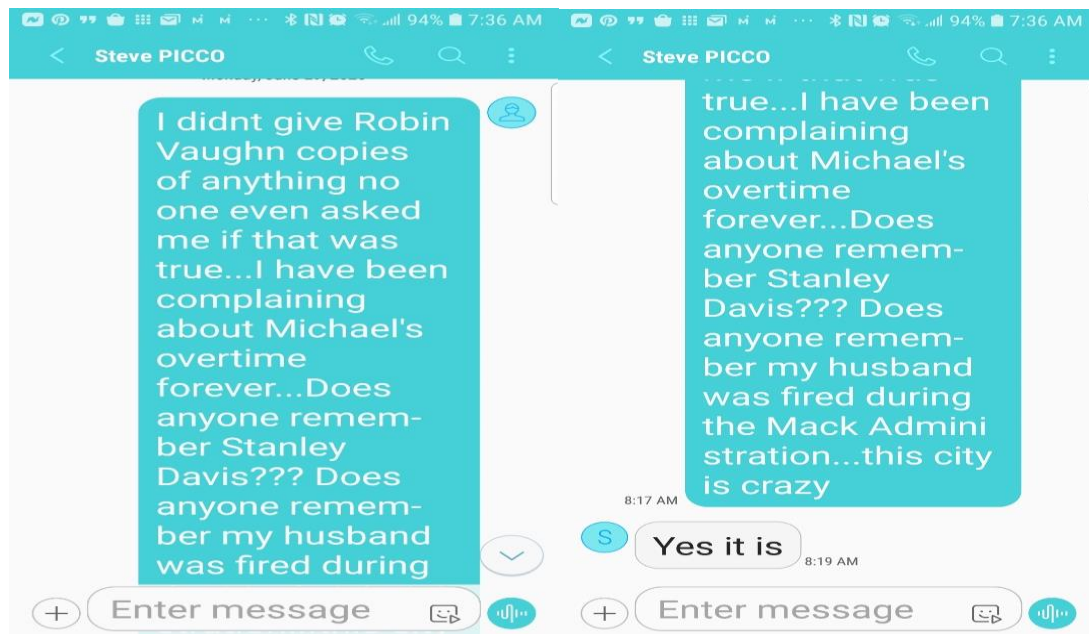 94% 7:36 AM
Steve PICCO
I didnt give Robin
Vaughn copies
of anything no
one even asked
me if that was
true...I have been
complaining
about Michael's
overtime
forever...Does
anyone remem-
ber Stanley
Davis??? Does
anyone remem-
ber my husband
was fired during
Enter message
94% 7:36 AM
Steve PICCO
true...I have been
complaining
about Michael's
overtime
forever...Does
anyone remem-
ber Stanley
Davis??? Does
anyone remem-
ber my husband
was fired during
the Mack Admini
stration...this city
is crazy
8:17 AM
S
Yes it is
8:19 AM
Enter message